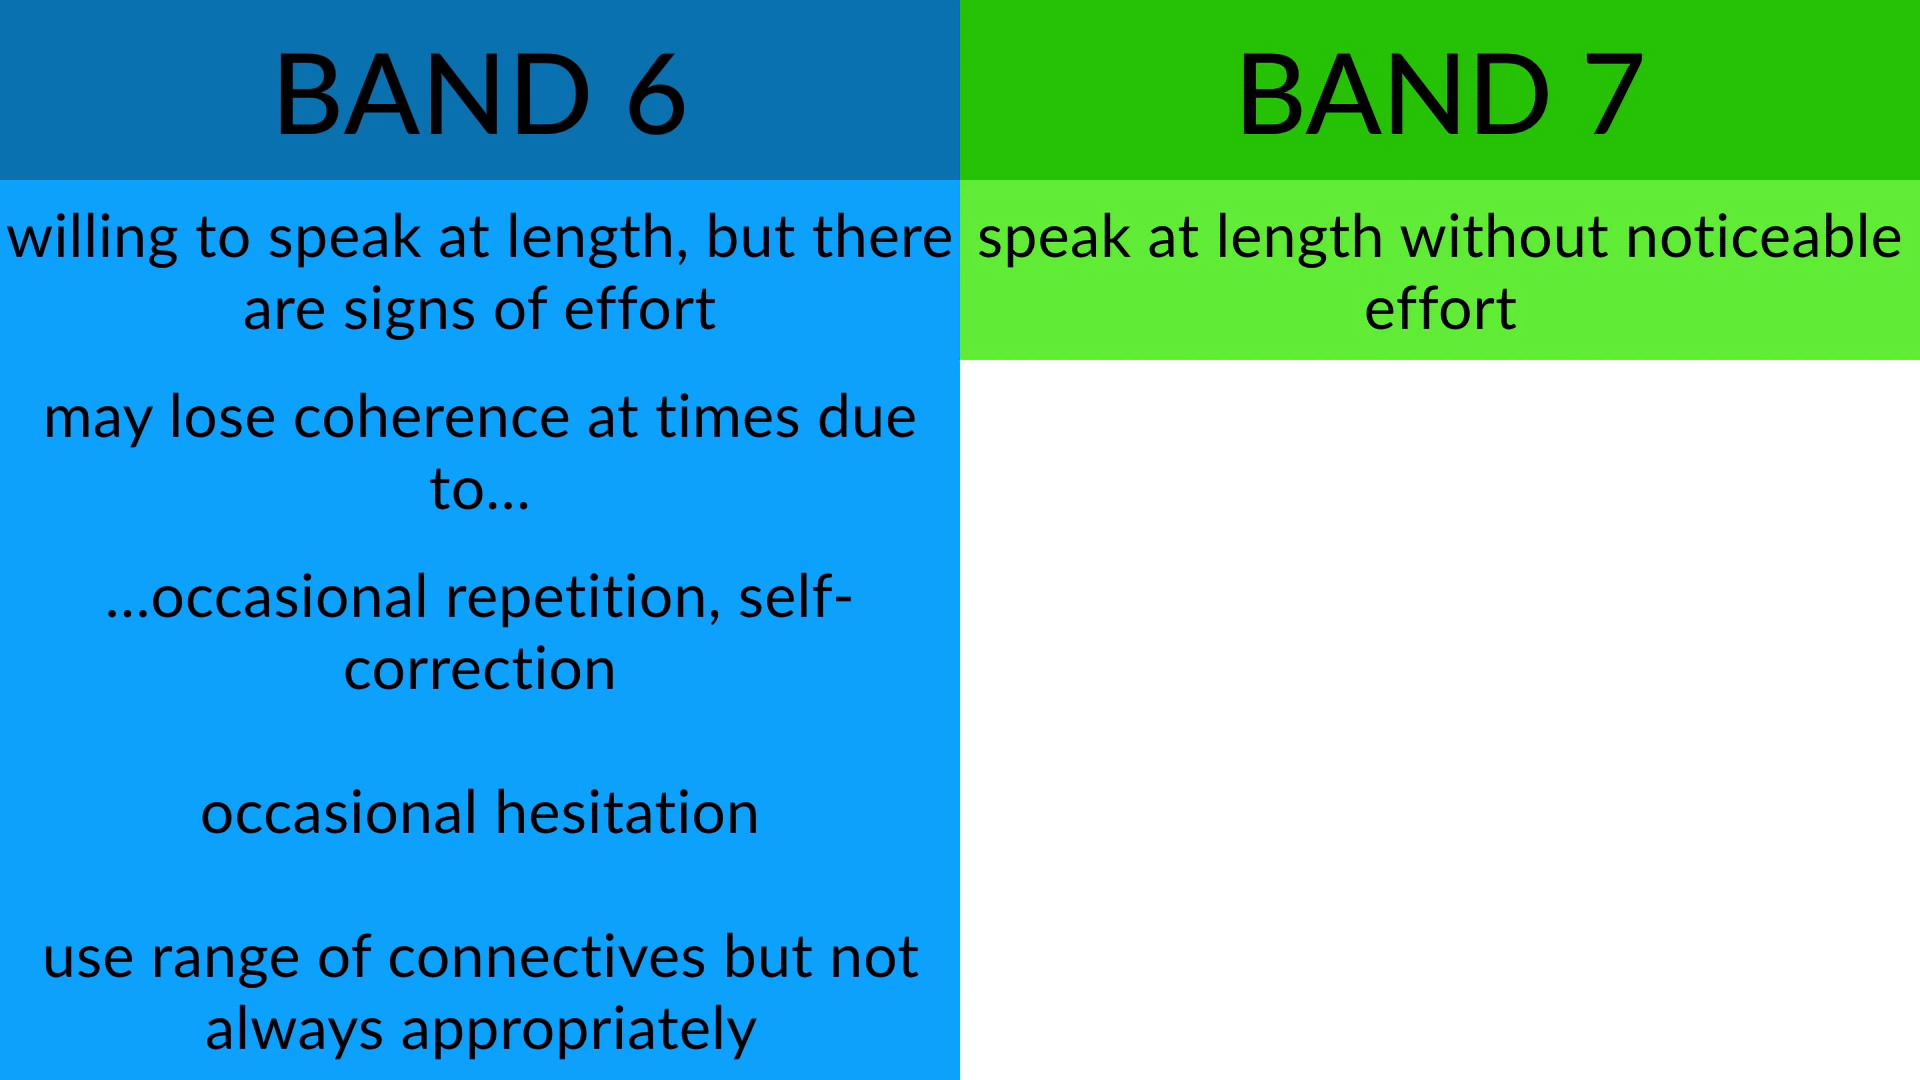 BAND 6
willing to speak at length, but there
are signs of effort
may lose coherence at times due
to...
...occasional repetition, self-
correction
occasional hesitation
use range of connectives but not
always appropriately
BAND 7
speak at length without noticeable
effort